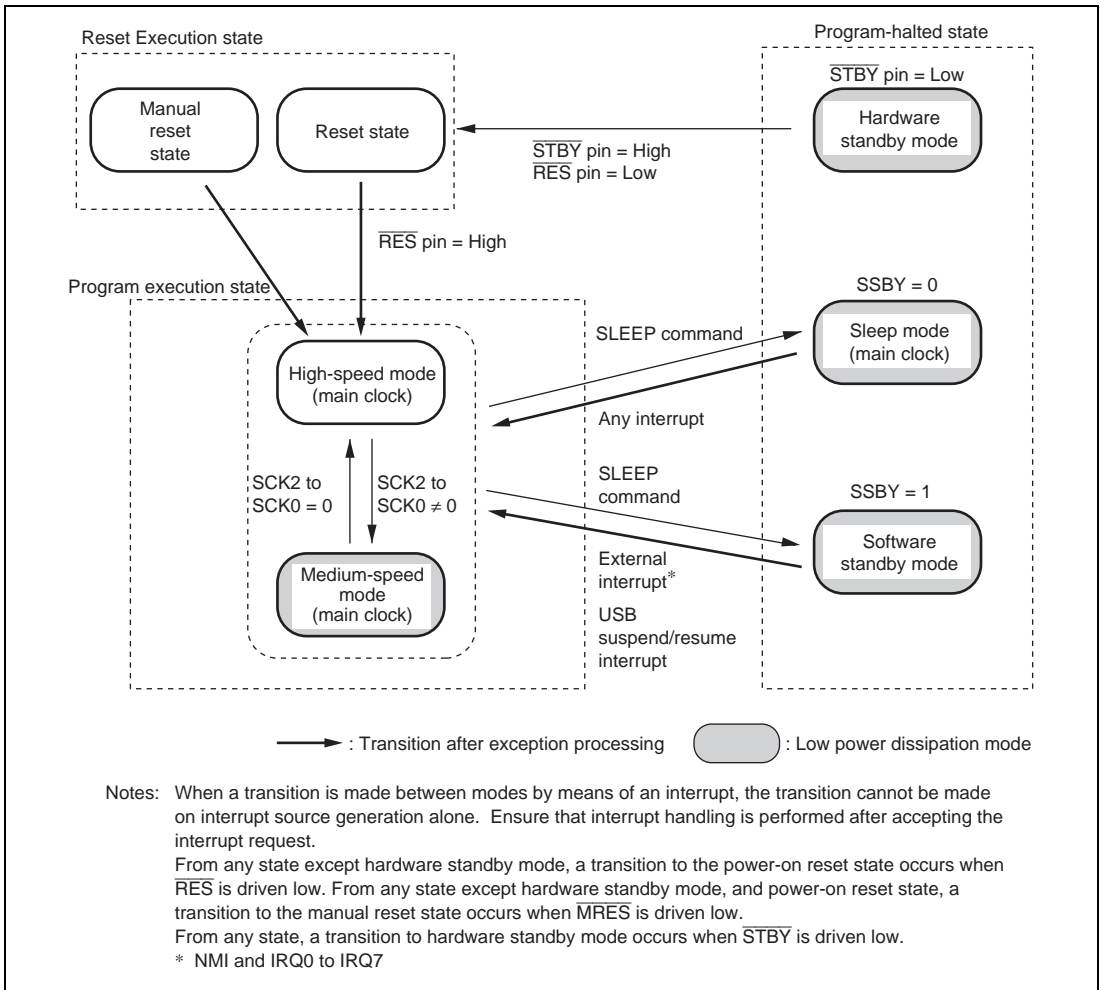 Reset Execution state
Program-halted state
STBY pin = Low
Manual
reset
state
Reset state
Hardware
standby mode
STBY pin = High
RES pin = Low
RES pin = High
Program execution state
SSBY = 0
SLEEP command
Sleep mode
(main clock)
High-speed mode
(main clock)
Any interrupt
SCK2 to
SCK0 = 0
SCK2 to
SCK0 ≠ 0
SLEEP
command
SSBY = 1
Software
standby mode
External
interrupt*
Medium-speed
mode
(main clock)
USB
suspend/resume
interrupt
: Transition after exception processing
: Low power dissipation mode
Notes: When a transition is made between modes by means of an interrupt, the transition cannot be made
on interrupt source generation alone. Ensure that interrupt handling is performed after accepting the
interrupt request.
From any state except hardware standby mode, a transition to the power-on reset state occurs when
RES is driven low. From any state except hardware standby mode, and power-on reset state, a
transition to the manual reset state occurs when MRES is driven low.
From any state, a transition to hardware standby mode occurs when STBY is driven low.
* NMI and IRQ0 to IRQ7